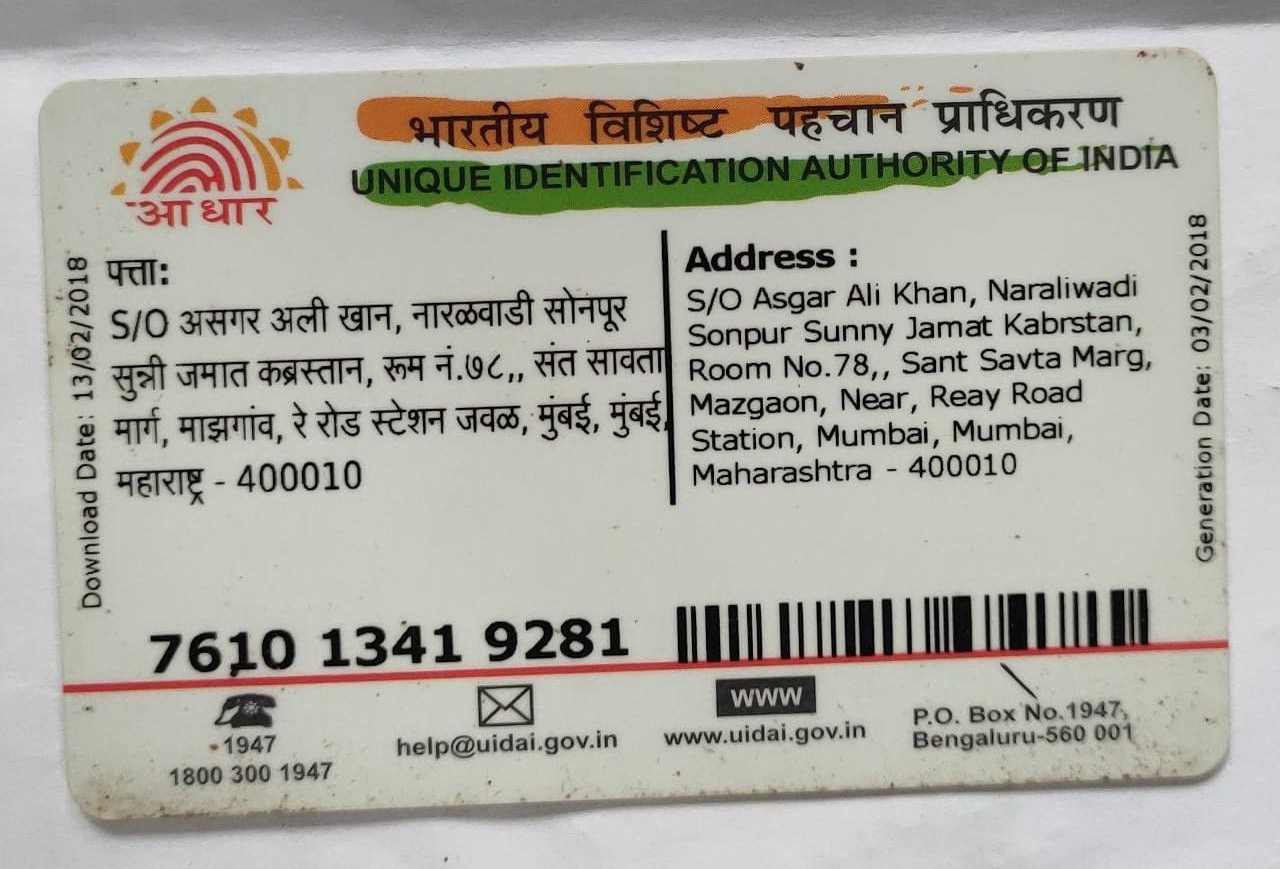 भारतीय विशिष्ट पहचान प्राधिकरण
UNIQUE IDENTIFICATION AUTHORITY OF INDIA
आधार
Download Date: 13/02/2018
पत्ता:
S/O असगर अली खान, नारळवाडी सोनपूर
सुन्नी जमात कब्रस्तान, रूम नं.७८,, संत सावता
मार्ग, माझगांव, रे रोड स्टेशन जवळ, मुंबई, मुंबई,
महाराष्ट्र - 400010
Address :
S/O Asgar Ali Khan, Naraliwadi
Sonpur Sunny Jamat Kabrstan,
Room No.78,, Sant Savta Marg,
Mazgaon, Near, Reay Road
Station, Mumbai, Mumbai,
Maharashtra - 400010
Generation Date: 03/02/2018
7610 1341 9281
1947
1800 300 1947
help@uidai.gov.in
www
www.uidai.gov.in
P.O. Box No.1947,
Bengaluru-560 001